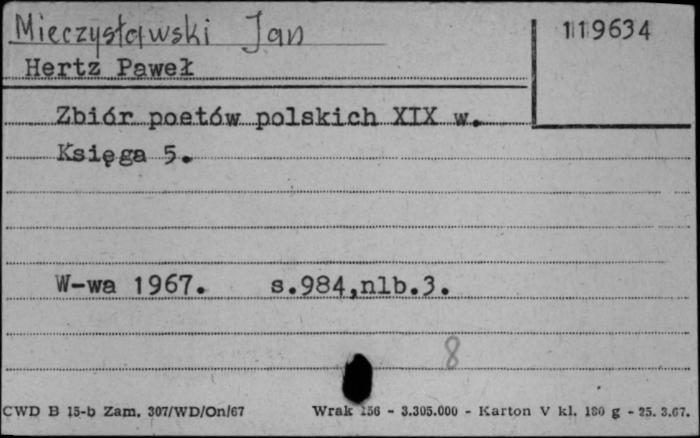 Mieczysławski Jan
119634
Hertz Paweł
Zbiór poetów polskich XIX w.
Księga 5.
W-wa 1967. s.984,nlb.3.
8
CWD B 15-b Zam. 307/WD/On/67 Wrak 156 - 3.305.000 - Karton V kl. 180 g - 25. 3.67.